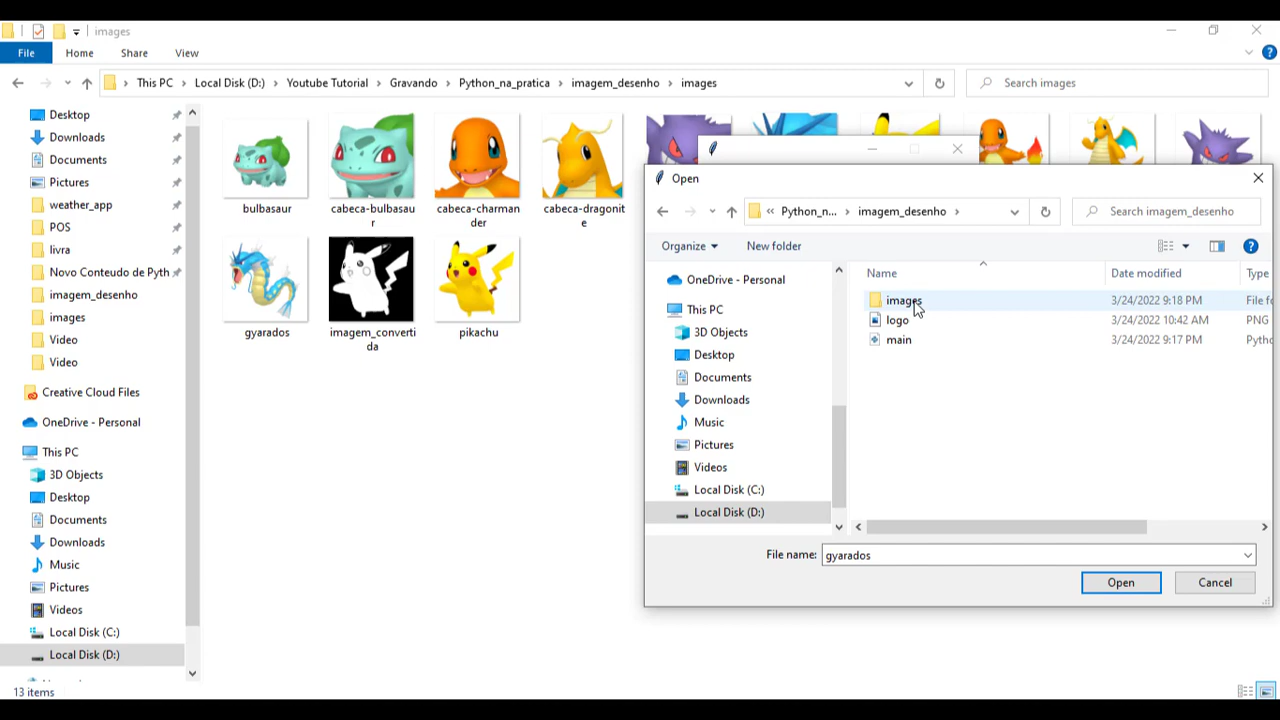 images
File
Home
Share
View
This PC
Local Disk (D:)
Youtube Tutorial
Gravando
Python_na_pratica
imagem_desenho
images
Search images
Desktop
Downloads
Documents
Pictures
weather_app
POS
livra
Novo Conteudo de Pyth
imagem_desenho
images
Video
Video
Creative Cloud Files
OneDrive - Personal
This PC
3D Objects
Desktop
Documents
Downloads
Music
Pictures
Videos
Local Disk (C:)
Local Disk (D:)
13 items
bulbasaur
cabeca-bulbasau
r
cabeca-charman
der
cabeca-dragonit
e
gyarados
imagem_converti
da
pikachu
Open
« Python_n...
imagem_desenho
Search imagem_desenho
Organize
New folder
OneDrive - Personal
This PC
3D Objects
Desktop
Documents
Downloads
Music
Pictures
Videos
Local Disk (C:)
Local Disk (D:)
Name Date modified Type
images 3/24/2022 9:18 PM File fo
logo 3/24/2022 10:42 AM PNG
main 3/24/2022 9:17 PM Pytho
File name: gyarados
Open
Cancel